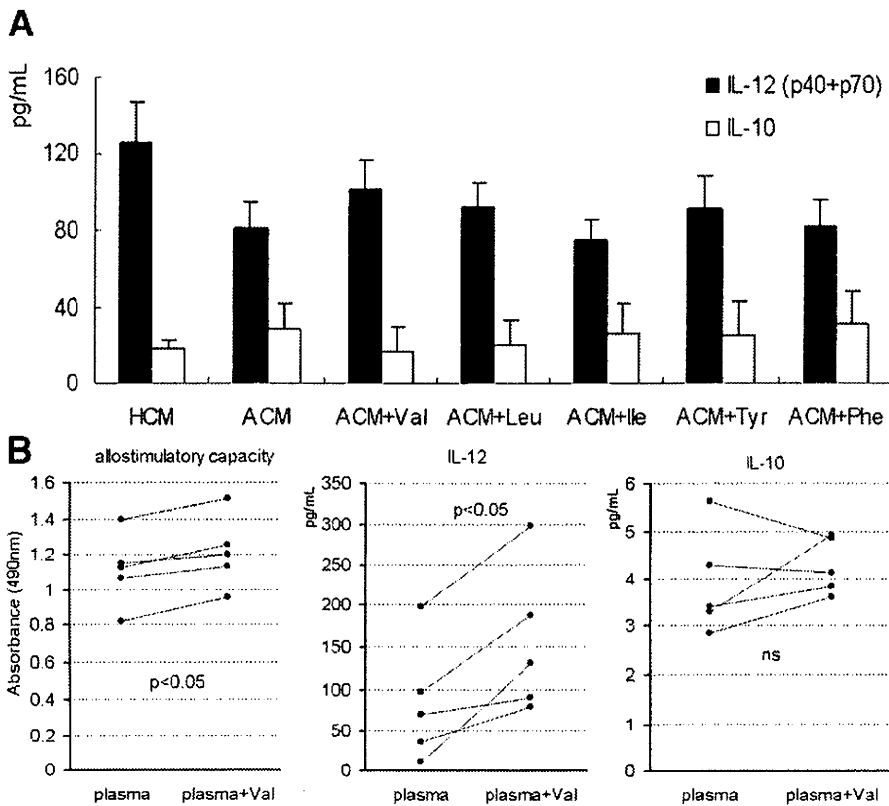 A
pg/mL
160
120
80
40
0
IL-12 (p40+p70)
IL-10
HCM ACM ACM+Val ACM+Leu ACM+Ile ACM+Tyr ACM+Phe
B
allostimulatory capacity
Absorbance (490nm)
1.6
1.4
1.2
1
0.8
0.6
0.4
0.2
0
p<0.05
plasma plasma+Val
IL-12
pg/mL
350
300
250
200
150
100
50
0
p<0.05
plasma plasma+Val
IL-10
pg/mL
6
5
4
3
2
1
0
ns
plasma plasma+Val